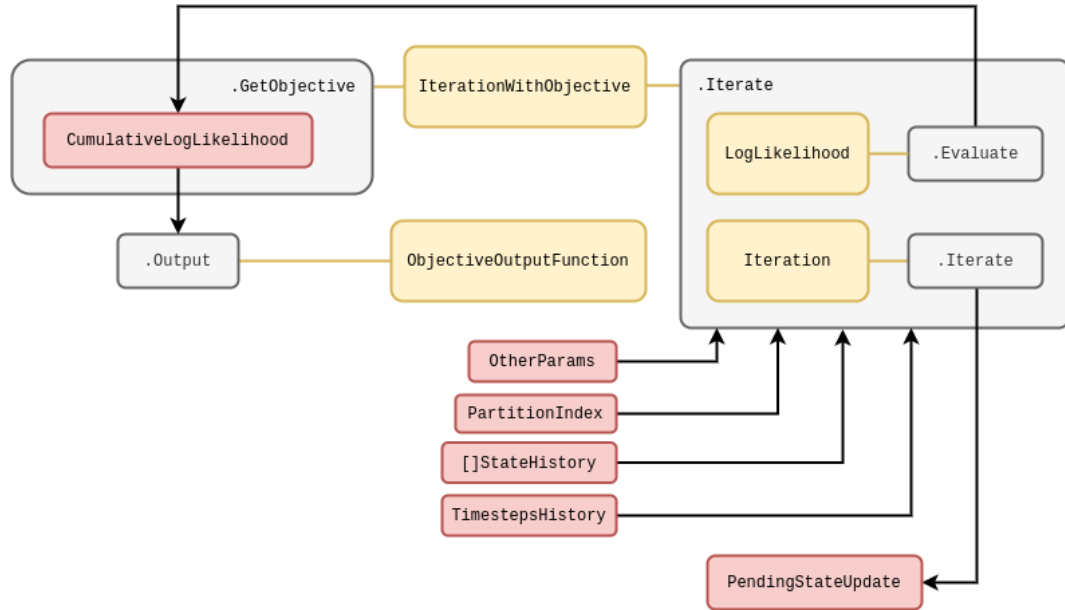 .GetObjective
IterationWithObjective
.Iterate
CumulativeLogLikelihood
LogLikelihood
.Evaluate
.Output
ObjectiveOutputFunction
Iteration
.Iterate
OtherParams
PartitionIndex
[]StateHistory
TimestepsHistory
PendingStateUpdate